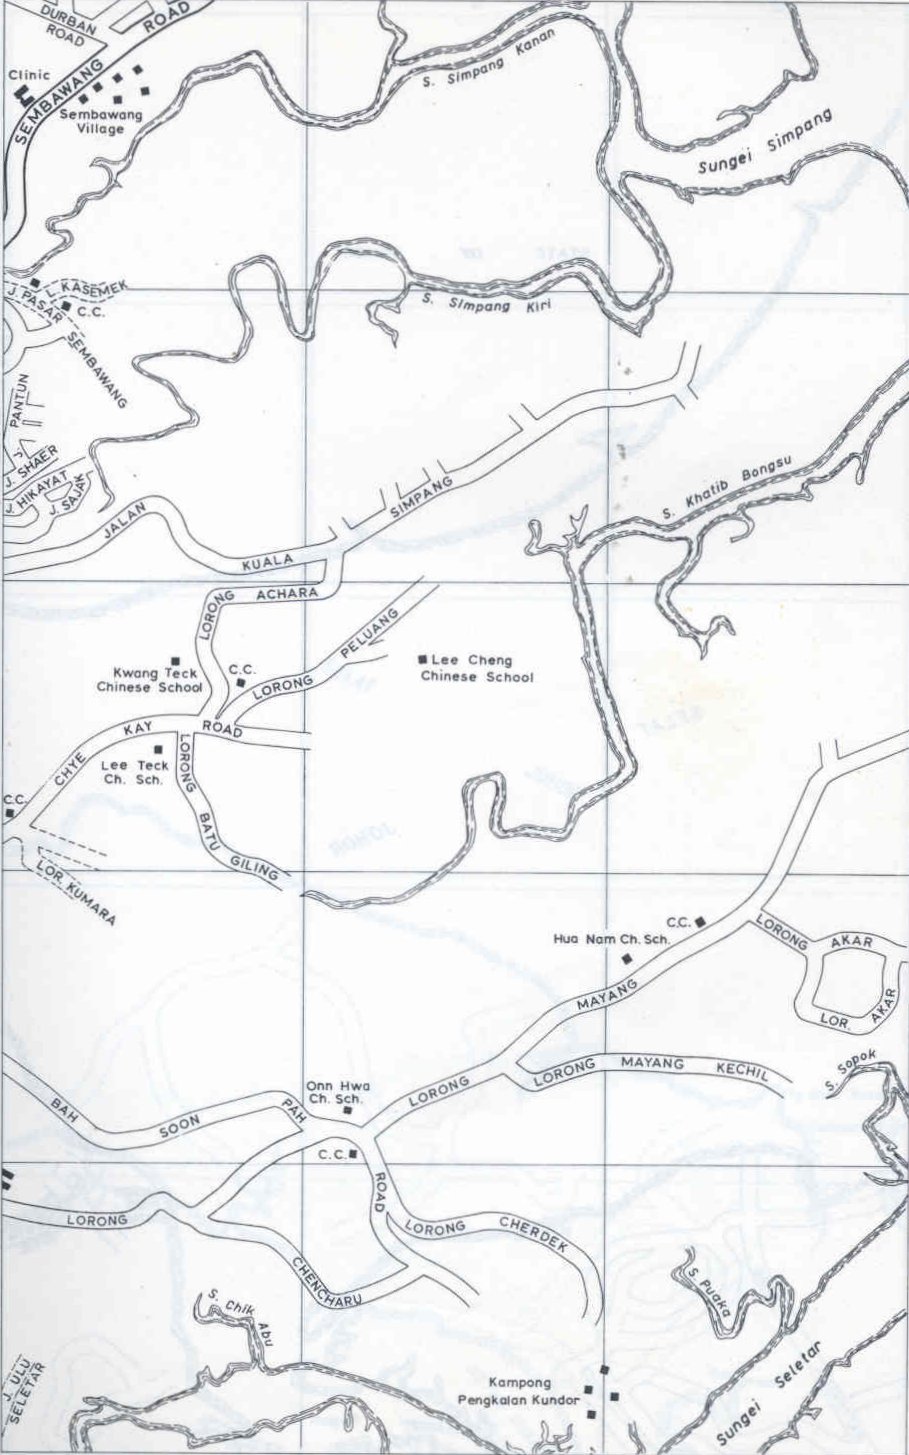 DURBAN
ROAD
ROAD
SEMBAWANG
Clinic
Sembawang
Village
S. Simpang Kanan
Sungei Simpang
J. PASAR SEMBAWANG
L. KASEMEK
C.C.
S. Simpang Kiri
J. PANTUN
J. SHAER
J. HIKAYAT
J. SAJAK
JALAN KUALA SIMPANG
S. Khatib Bongsu
LORONG ACHARA
LORONG PELUANG
Kwang Teck
Chinese School
C.C.
Lee Cheng
Chinese School
CHYE KAY ROAD
Lee Teck
Ch. Sch.
LORONG BATU GILING
C.C.
LOR. KUMARA
C.C.
Hua Nam Ch. Sch.
LORONG MAYANG
LORONG AKAR
LOR. AKAR
LORONG MAYANG KECHIL
S. Sopok
Onn Hwa
Ch. Sch.
BAH SOON PAH ROAD
C.C.
LORONG CHENCHARU
LORONG CHERDEK
S. Puaka
S. Chik Abu
J. ULU
SELETAR
Kampong
Pengkalan Kundor
Sungei Seletar